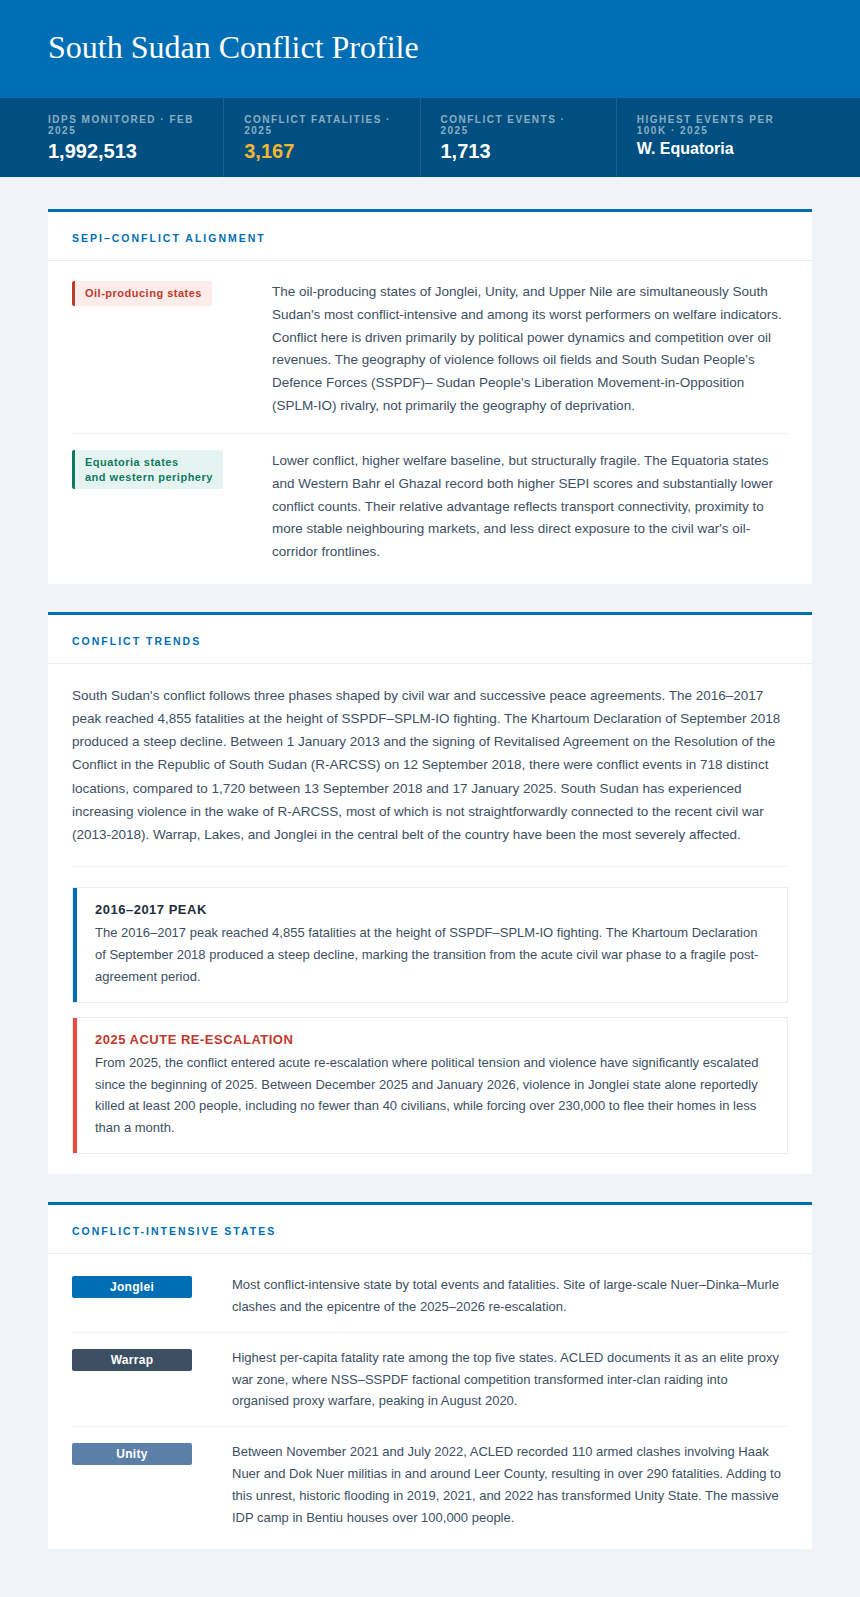 South Sudan Conflict Profile
IDPS MONITORED · FEB
2025
1,992,513
CONFLICT FATALITIES ·
2025
3,167
CONFLICT EVENTS ·
2025
1,713
HIGHEST EVENTS PER
100K · 2025
W. Equatoria
SEPI–CONFLICT ALIGNMENT
Oil-producing states
The oil-producing states of Jonglei, Unity, and Upper Nile are simultaneously South
Sudan's most conflict-intensive and among its worst performers on welfare indicators.
Conflict here is driven primarily by political power dynamics and competition over oil
revenues. The geography of violence follows oil fields and South Sudan People's
Defence Forces (SSPDF)– Sudan People's Liberation Movement-in-Opposition
(SPLM-IO) rivalry, not primarily the geography of deprivation.
Equatoria states
and western periphery
Lower conflict, higher welfare baseline, but structurally fragile. The Equatoria states
and Western Bahr el Ghazal record both higher SEPI scores and substantially lower
conflict counts. Their relative advantage reflects transport connectivity, proximity to
more stable neighbouring markets, and less direct exposure to the civil war's oil-
corridor frontlines.
CONFLICT TRENDS
South Sudan's conflict follows three phases shaped by civil war and successive peace agreements. The 2016–2017
peak reached 4,855 fatalities at the height of SSPDF–SPLM-IO fighting. The Khartoum Declaration of September 2018
produced a steep decline. Between 1 January 2013 and the signing of Revitalised Agreement on the Resolution of the
Conflict in the Republic of South Sudan (R-ARCSS) on 12 September 2018, there were conflict events in 718 distinct
locations, compared to 1,720 between 13 September 2018 and 17 January 2025. South Sudan has experienced
increasing violence in the wake of R-ARCSS, most of which is not straightforwardly connected to the recent civil war
(2013-2018). Warrap, Lakes, and Jonglei in the central belt of the country have been the most severely affected.
2016–2017 PEAK
The 2016–2017 peak reached 4,855 fatalities at the height of SSPDF–SPLM-IO fighting. The Khartoum Declaration
of September 2018 produced a steep decline, marking the transition from the acute civil war phase to a fragile post-
agreement period.
2025 ACUTE RE-ESCALATION
From 2025, the conflict entered acute re-escalation where political tension and violence have significantly escalated
since the beginning of 2025. Between December 2025 and January 2026, violence in Jonglei state alone reportedly
killed at least 200 people, including no fewer than 40 civilians, while forcing over 230,000 to flee their homes in less
than a month.
CONFLICT-INTENSIVE STATES
Jonglei
Most conflict-intensive state by total events and fatalities. Site of large-scale Nuer–Dinka–Murle
clashes and the epicentre of the 2025–2026 re-escalation.
Warrap
Highest per-capita fatality rate among the top five states. ACLED documents it as an elite proxy
war zone, where NSS–SSPDF factional competition transformed inter-clan raiding into
organised proxy warfare, peaking in August 2020.
Unity
Between November 2021 and July 2022, ACLED recorded 110 armed clashes involving Haak
Nuer and Dok Nuer militias in and around Leer County, resulting in over 290 fatalities. Adding to
this unrest, historic flooding in 2019, 2021, and 2022 has transformed Unity State. The massive
IDP camp in Bentiu houses over 100,000 people.